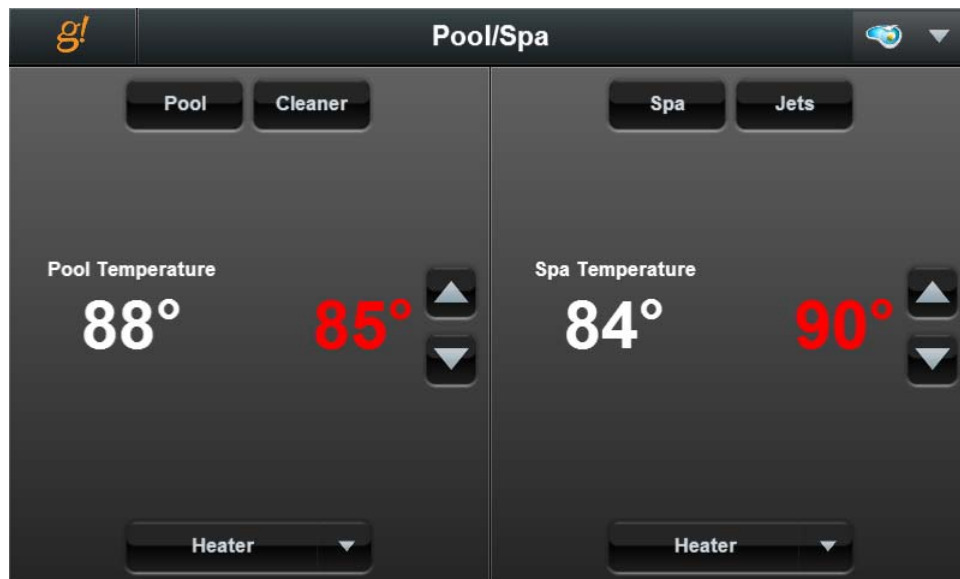 g!
Pool/Spa
Pool Cleaner
Spa Jets
Pool Temperature
88° 85°
Spa Temperature
84° 90°
Heater
Heater